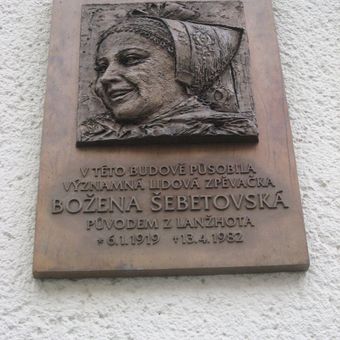 V TÉTO BUDOVĚ PŮSOBILA
VÝZNAMNÁ LIDOVÁ ZPĚVAČKA
BOŽENA ŠEBETOVSKÁ
PŮVODEM Z LANŽHOTA
* 6.1.1919 †13.4.1982